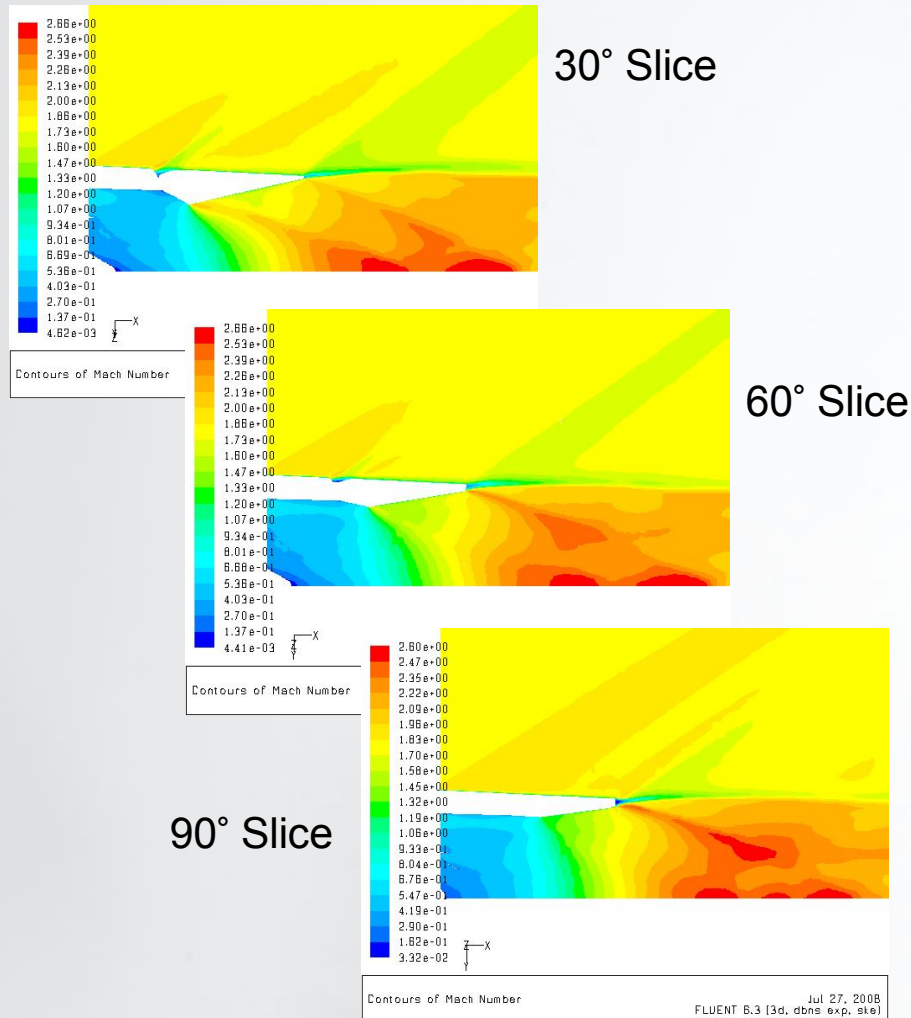 30° Slice
2.66e+00
2.53e+00
2.39e+00
2.26e+00
2.13e+00
2.00e+00
1.86e+00
1.73e+00
1.60e+00
1.47e+00
1.33e+00
1.20e+00
1.07e+00
9.34e-01
8.01e-01
6.69e-01
5.36e-01
4.03e-01
2.70e-01
1.37e-01
4.62e-03
X
Z
Contours of Mach Number
60° Slice
2.66e+00
2.53e+00
2.39e+00
2.26e+00
2.13e+00
2.00e+00
1.86e+00
1.73e+00
1.60e+00
1.47e+00
1.33e+00
1.20e+00
1.07e+00
9.34e-01
8.01e-01
6.68e-01
5.36e-01
4.03e-01
2.70e-01
1.37e-01
4.41e-03
Z X
Y
Contours of Mach Number
90° Slice
2.60e+00
2.47e+00
2.35e+00
2.22e+00
2.09e+00
1.96e+00
1.83e+00
1.70e+00
1.58e+00
1.45e+00
1.32e+00
1.19e+00
1.06e+00
9.33e-01
8.04e-01
6.76e-01
5.47e-01
4.19e-01
2.90e-01
1.62e-01
3.32e-02
Z X
Y
Contours of Mach Number
Jul 27, 2008
FLUENT 6.3 [3d, dbns exp, ske]